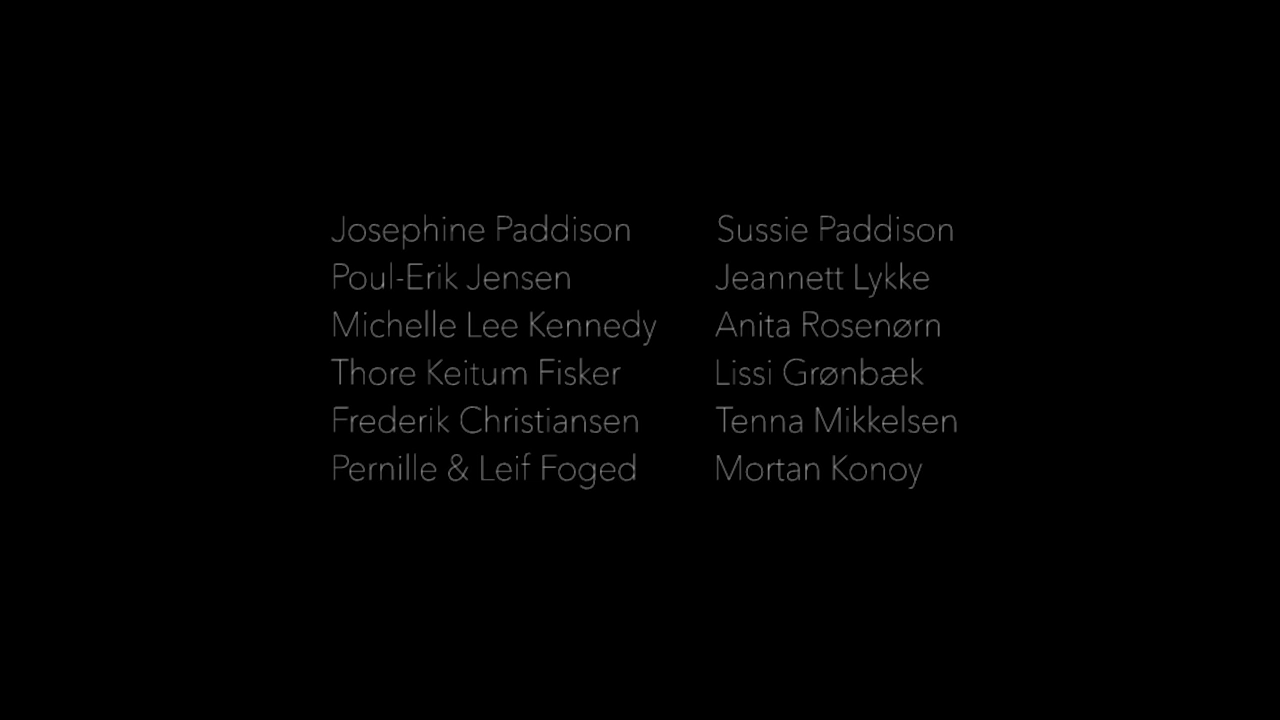 Josephine Paddison
Poul-Erik Jensen
Michelle Lee Kennedy
Thore Keitum Fisker
Frederik Christiansen
Pernille & Leif Foged
Sussie Paddison
Jeannett Lykke
Anita Rosenørn
Lissi Grønbæk
Tenna Mikkelsen
Mortan Konoy